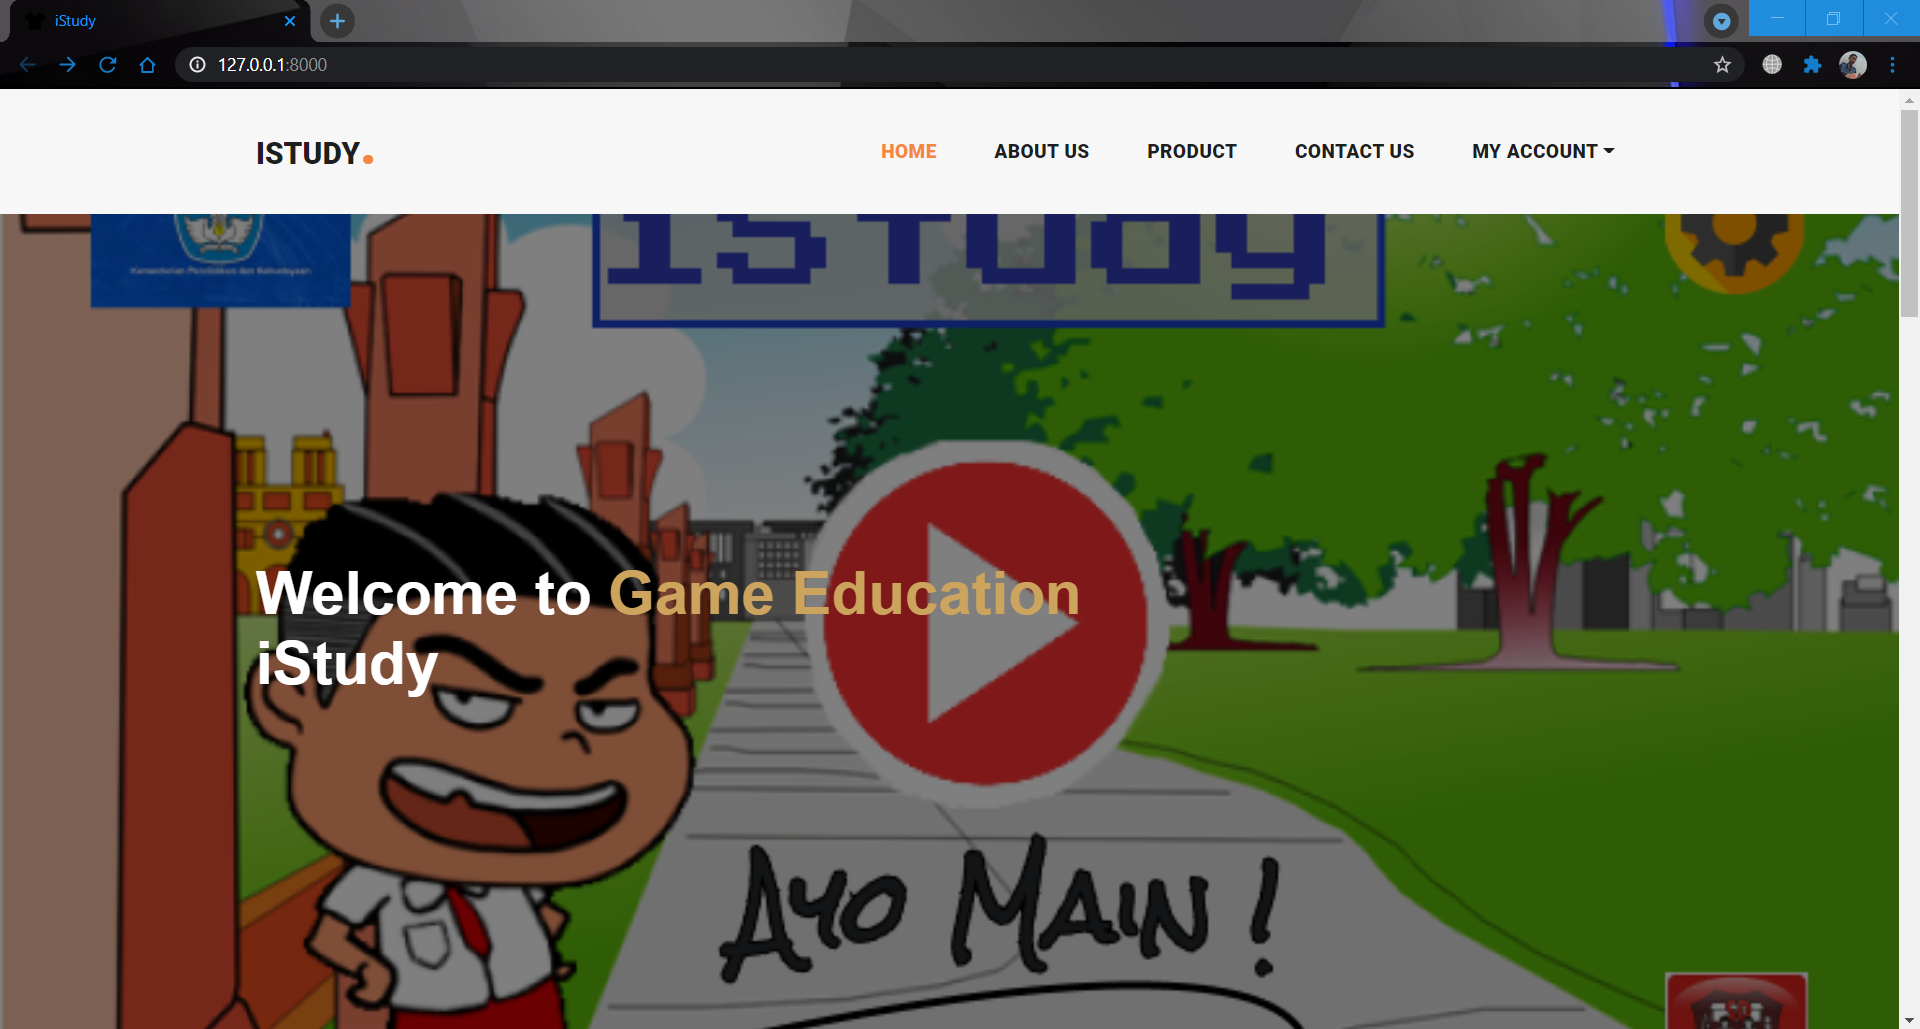 iStudy
127.0.0.1:8000
ISTUDY.
HOME ABOUT US PRODUCT CONTACT US MY ACCOUNT
iStudy
Kementerian Pendidikan dan Kebudayaan
Welcome to Game Education
iStudy
AYO MAIN !